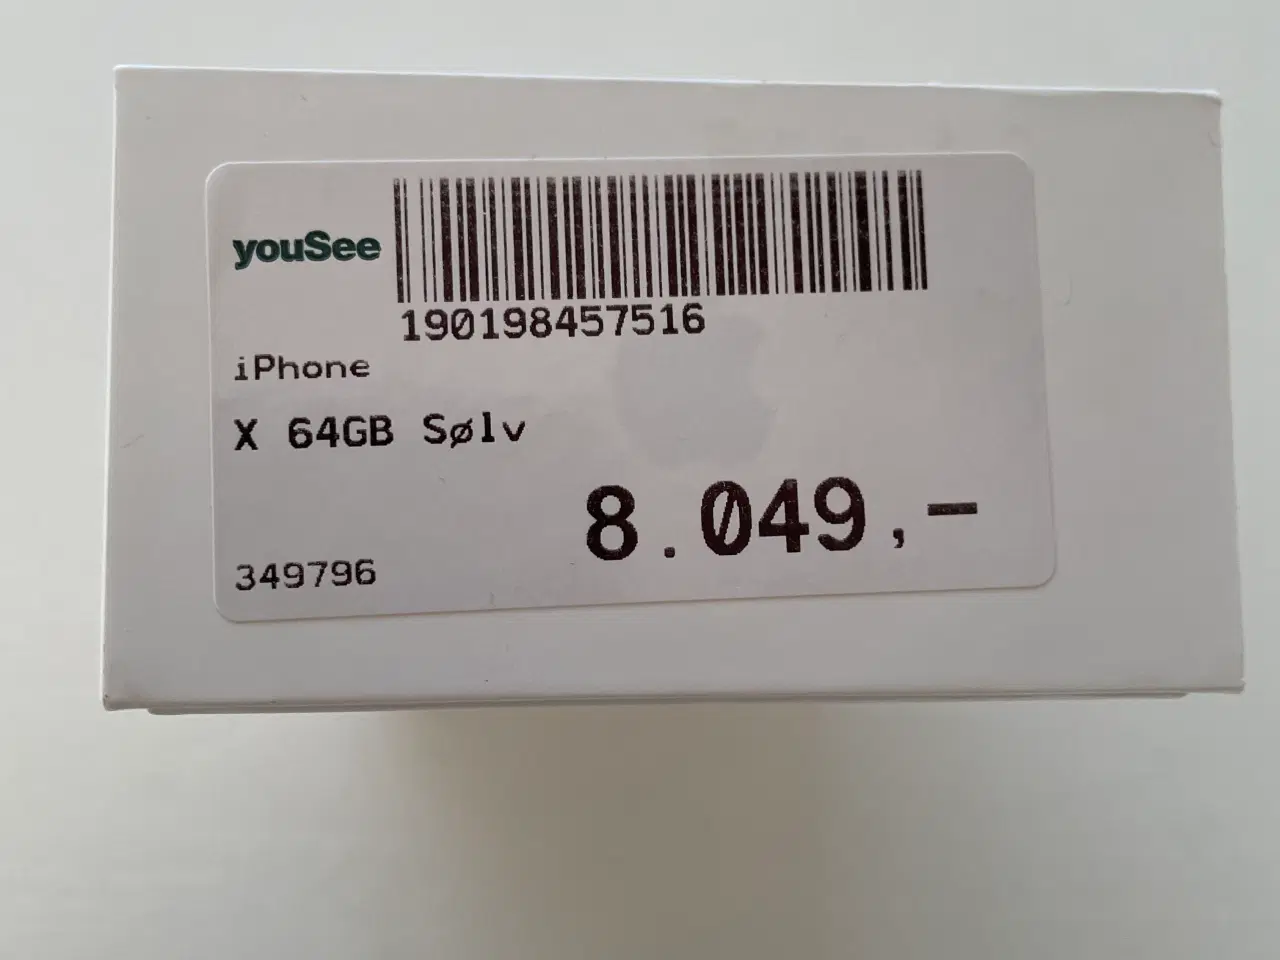 youSee
190198457516
iPhone
X 64GB Sølv
8.049,-
349796